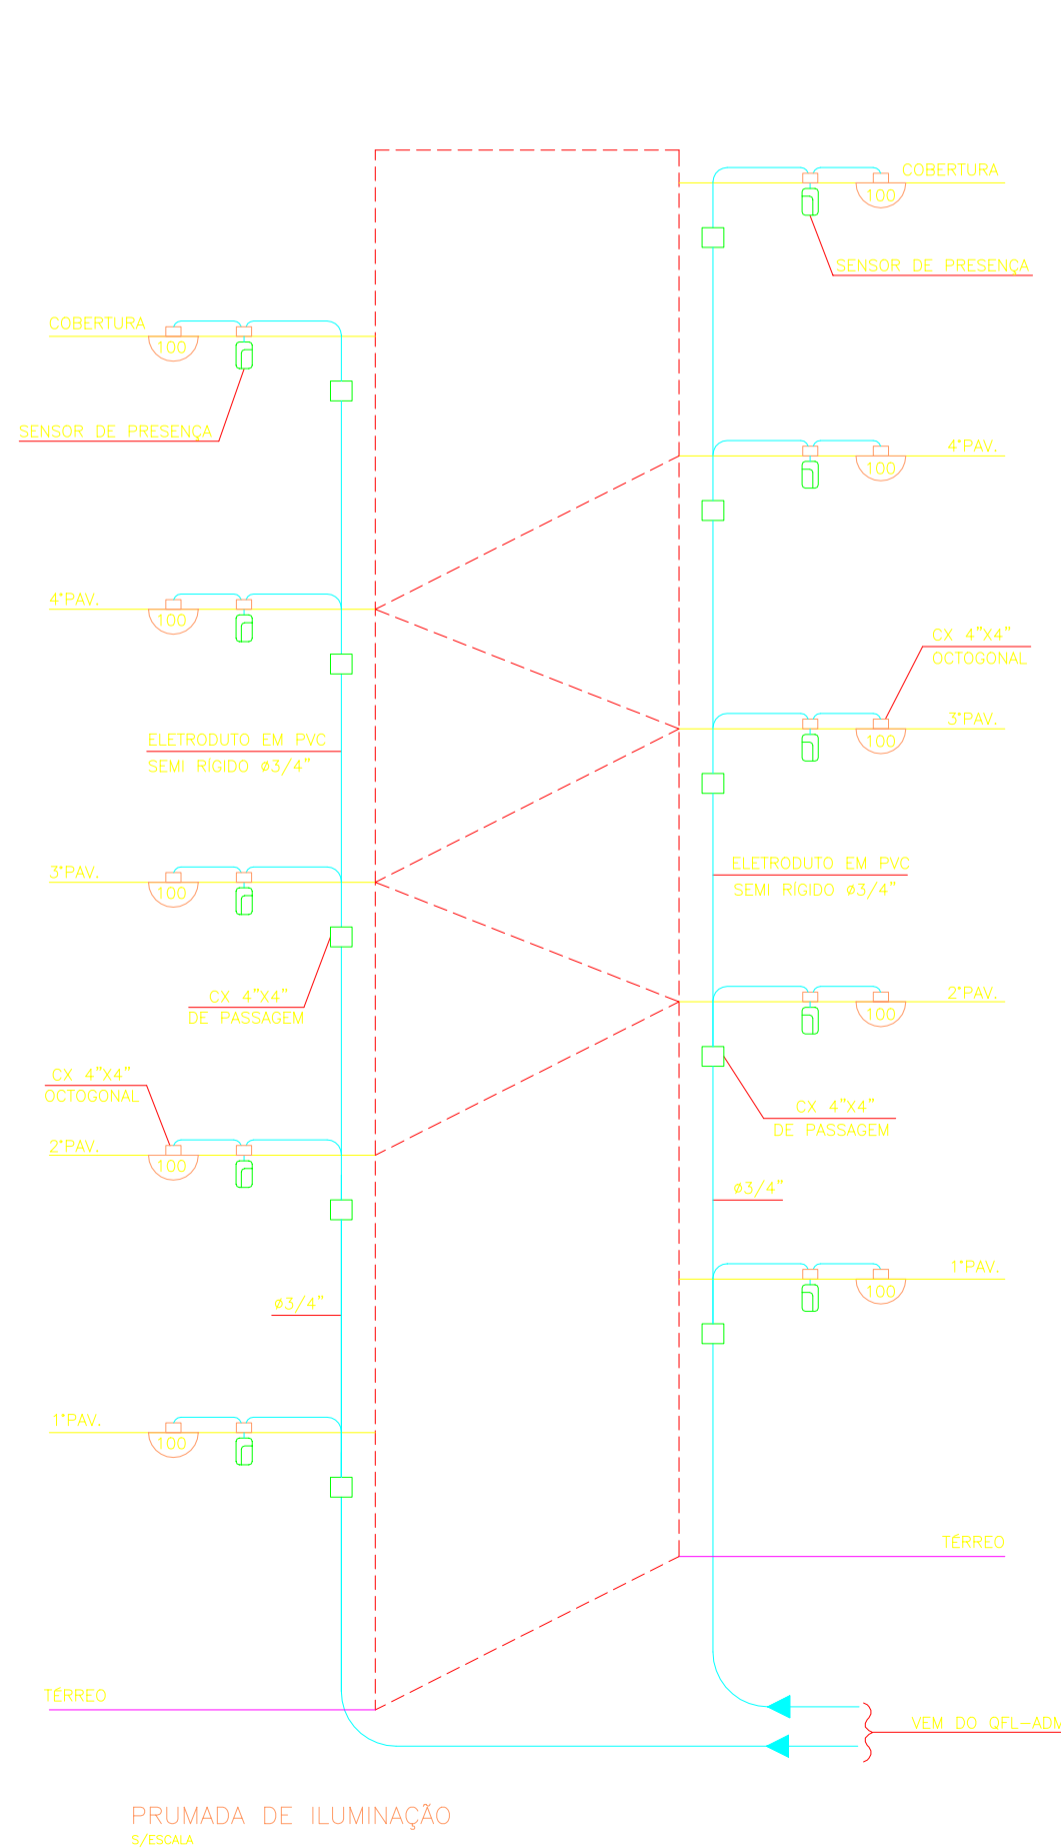 COBERTURA
100
SENSOR DE PRESENÇA
COBERTURA
100
SENSOR DE PRESENÇA
4°PAV.
100
4°PAV.
100
CX 4"X4"
OCTOGONAL
3°PAV.
100
ELETRODUTO EM PVC
SEMI RÍGIDO ø3/4"
ELETRODUTO EM PVC
SEMI RÍGIDO ø3/4"
3°PAV.
100
CX 4"X4"
DE PASSAGEM
2°PAV.
100
CX 4"X4"
OCTOGONAL
CX 4"X4"
DE PASSAGEM
2°PAV.
100
ø3/4"
1°PAV.
100
ø3/4"
1°PAV.
100
TÉRREO
TÉRREO
VEM DO QFL-ADM
PRUMADA DE ILUMINAÇÃO
S/ESCALA